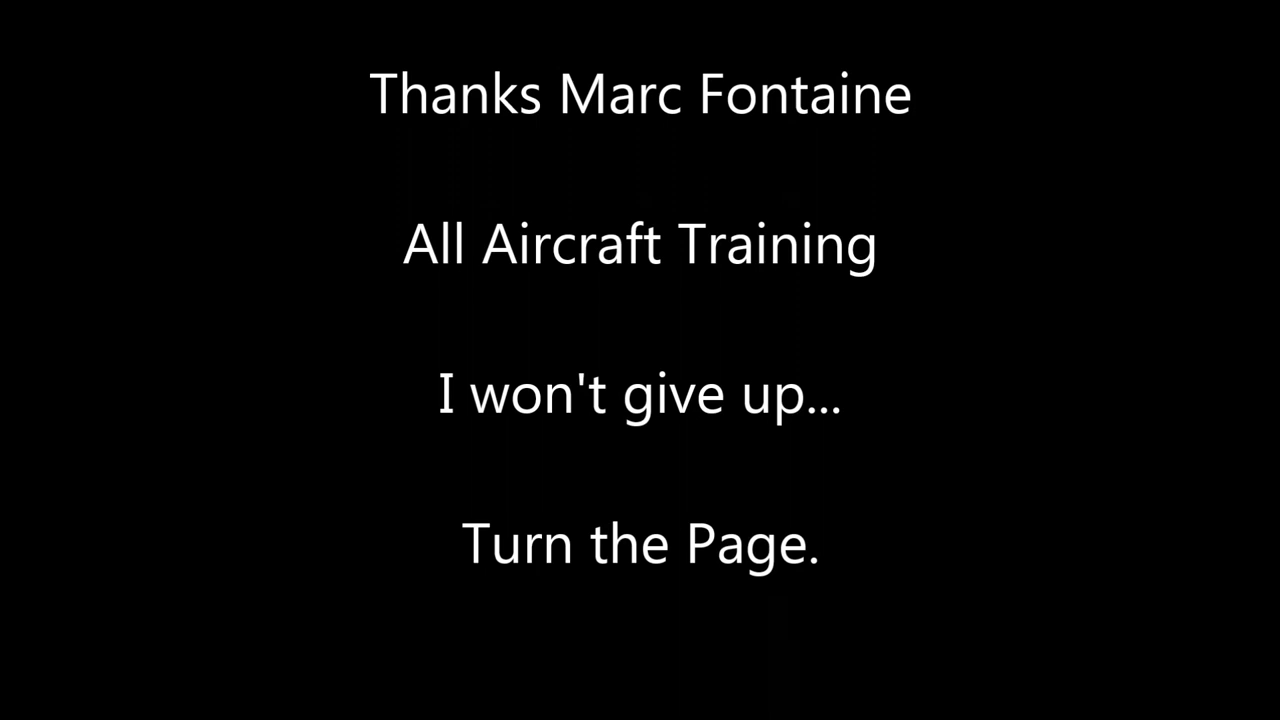 Thanks Marc Fontaine
All Aircraft Training
I won't give up...
Turn the Page.